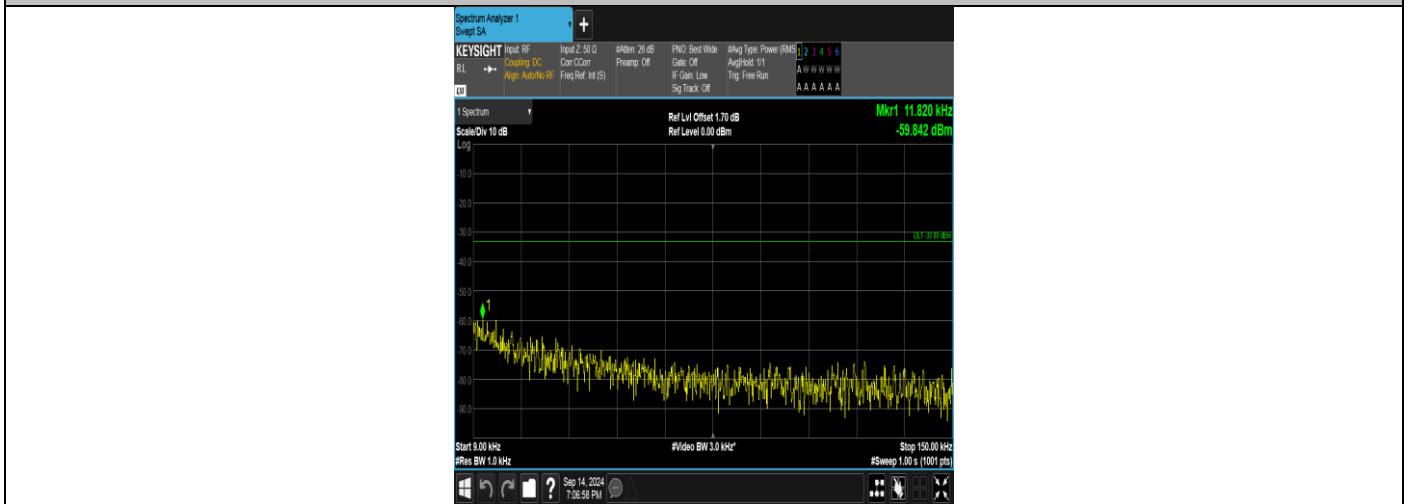 Spectrum Analyzer 1
Swept SA
+
KEYSIGHT
RL
Input: RF
Coupling: DC
Align: Auto/No RF
Input Z: 50 Ω
Corr CCorr
Freq Ref: Int (S)
#Atten: 26 dB
Preamp: Off
PNO: Best Wide
Gate: Off
IF Gain: Low
Sig Track: Off
#Avg Type: Power (RMS
Avg|Hold: 1/1
Trig: Free Run
1 2 3 4 5 6
A W W W W W
A A A A A A
1 Spectrum
Scale/Div 10 dB
Ref Lvl Offset 1.70 dB
Ref Level 0.00 dBm
Mkr1 11.820 kHz
-59.842 dBm
Log
-10.0
-20.0
-30.0
DL1 -33.00 dBm
-40.0
-50.0
1
-60.0
-70.0
-80.0
-90.0
Start 9.00 kHz
#Res BW 1.0 kHz
#Video BW 3.0 kHz*
Stop 150.00 kHz
#Sweep 1.00 s (1001 pts)
?
Sep 14, 2024
7:06:58 PM